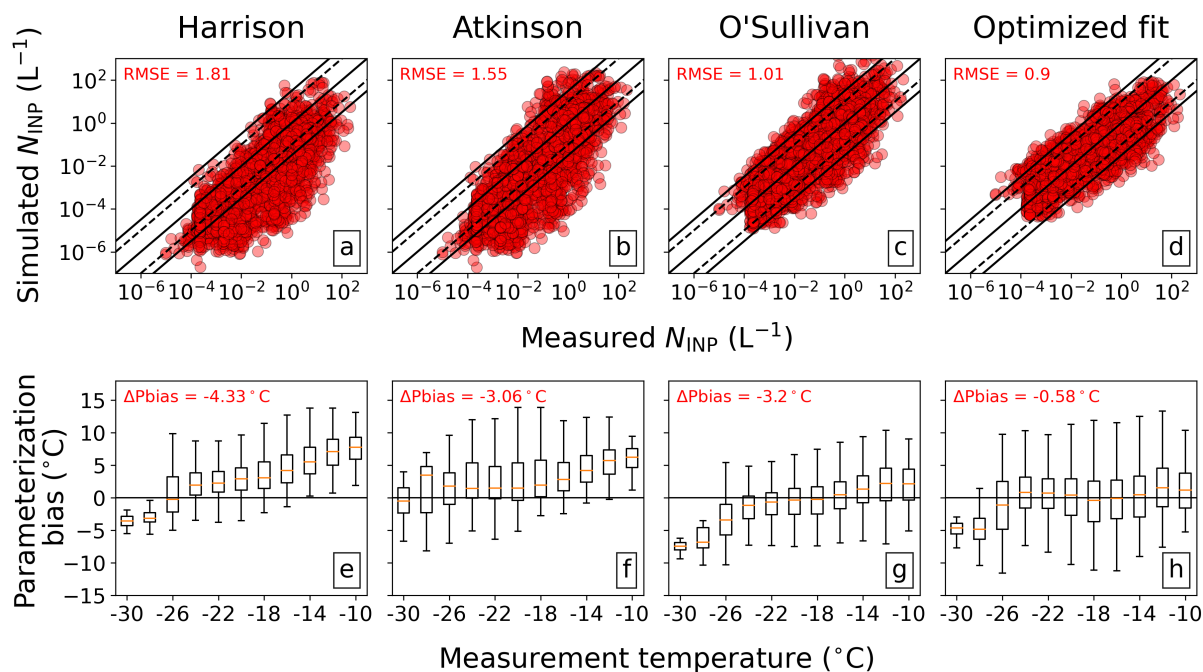 Harrison Atkinson O'Sullivan Optimized fit
Simulated N_INP (L⁻¹)
10² 10⁰ 10⁻² 10⁻⁴ 10⁻⁶
RMSE = 1.81
a
RMSE = 1.55
b
RMSE = 1.01
c
RMSE = 0.9
d
10⁻⁶ 10⁻⁴ 10⁻² 10⁰ 10² 10⁻⁶ 10⁻⁴ 10⁻² 10⁰ 10² 10⁻⁶ 10⁻⁴ 10⁻² 10⁰ 10² 10⁻⁶ 10⁻⁴ 10⁻² 10⁰ 10²
Measured N_INP (L⁻¹)
Parameterization
bias (°C)
15
10
5
0
−5
−10
−15
ΔPbias = -4.33°C
e
ΔPbias = -3.06°C
f
ΔPbias = -3.2°C
g
ΔPbias = -0.58°C
h
-30 -26 -22 -18 -14 -10 -30 -26 -22 -18 -14 -10 -30 -26 -22 -18 -14 -10 -30 -26 -22 -18 -14 -10
Measurement temperature (°C)